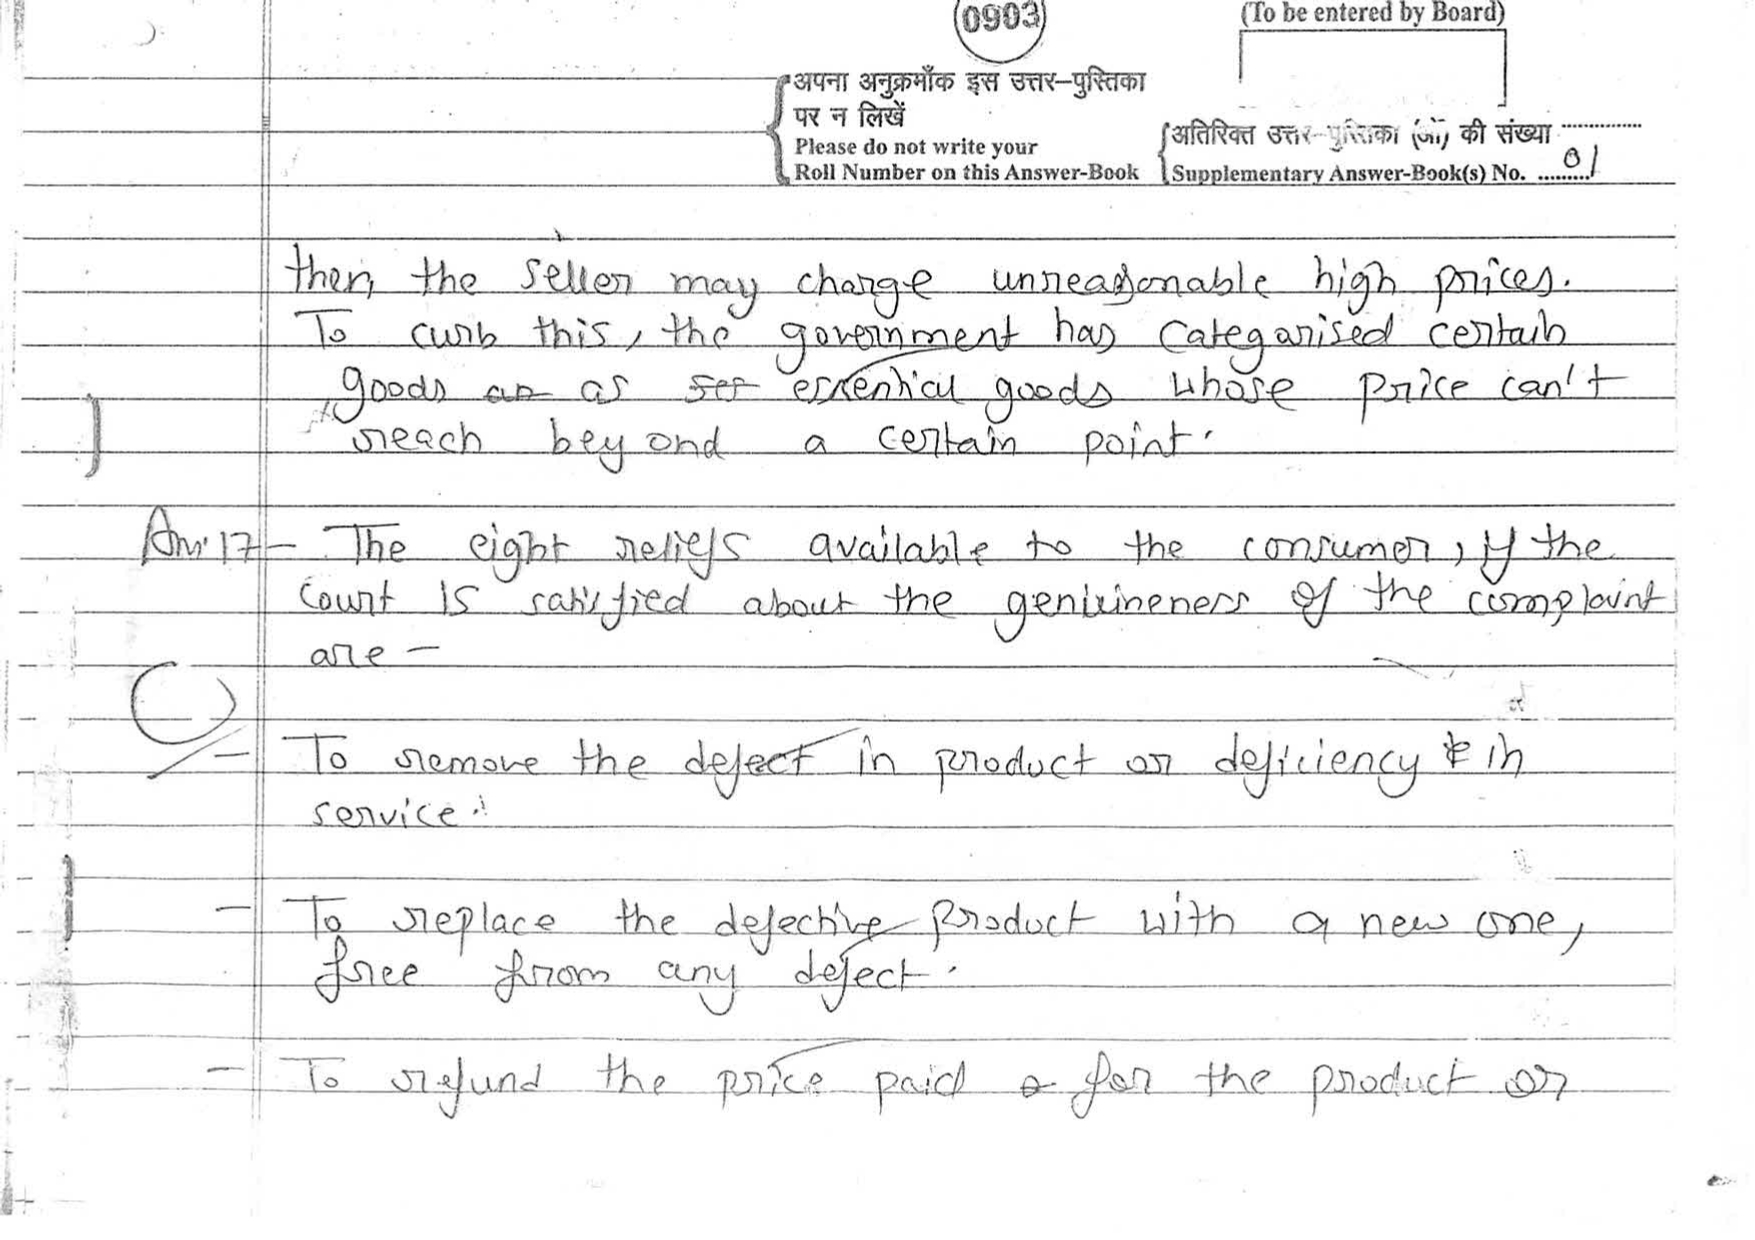 0903
(To be entered by Board)
अपना अनुक्रमाँक इस उत्तर-पुस्तिका
पर न लिखें
Please do not write your
Roll Number on this Answer-Book
अतिरिक्त उत्तर-पुस्तिका (ओं) की संख्या ..............
Supplementary Answer-Book(s) No. ......... 01
then, the seller may charge unreasonable high prices.
To curb this, the government has categorised certain
goods as as essential goods whose price can't
reach beyond a certain point.
Ans 17 - The eight reliefs available to the consumer, if the
court is satisfied about the genuineness of the complaint
are -
- To remove the defect in product or deficiency in
service.
- To replace the defective product with a new one,
free from any defect.
- To refund the price paid for the product or